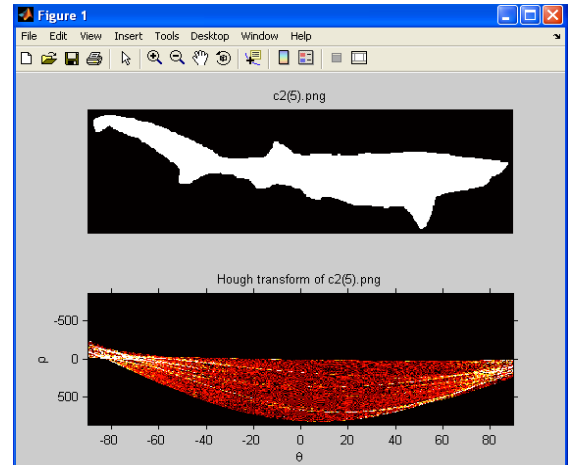 Figure 1
File Edit View Insert Tools Desktop Window Help
c2(5).png
Hough transform of c2(5).png
-500
0
500
ρ
-80 -60 -40 -20 0 20 40 60 80
θ